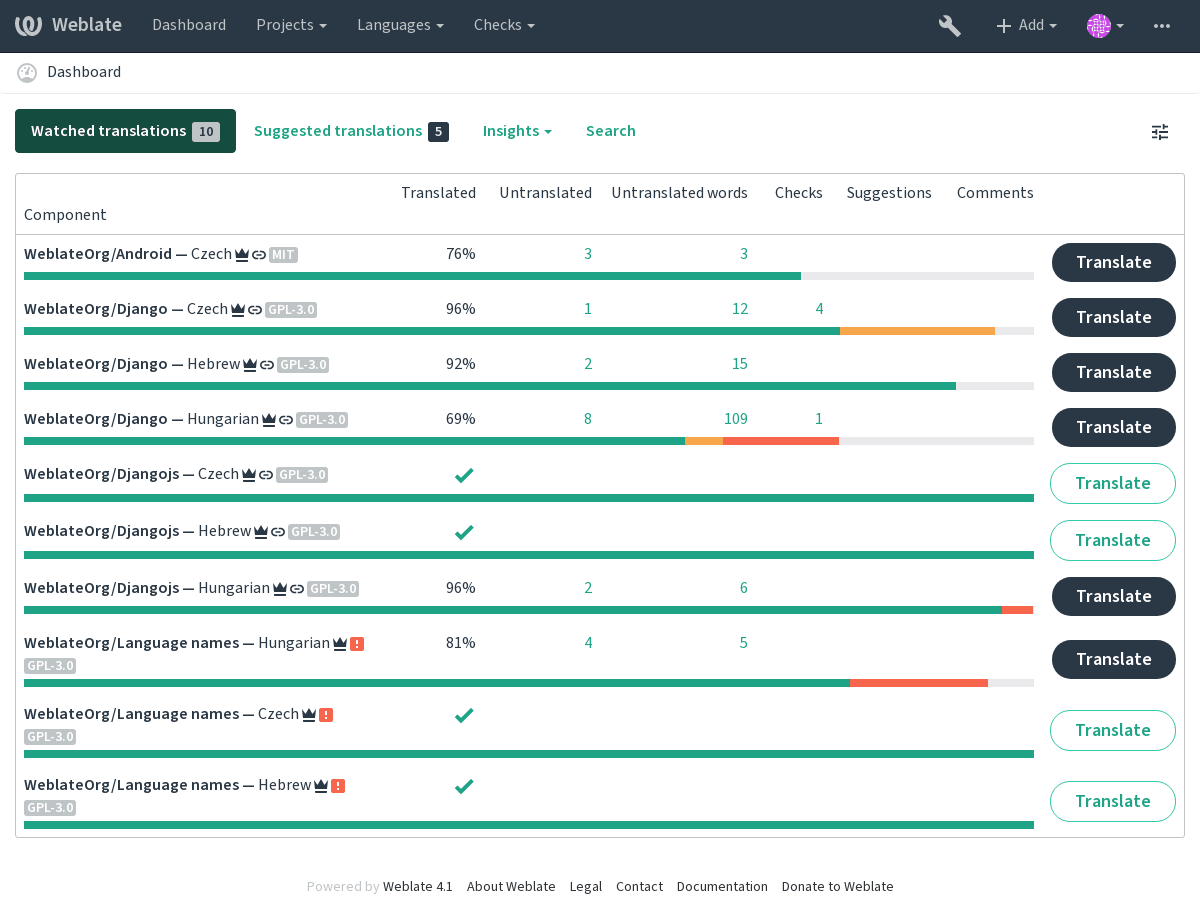 Weblate Dashboard Projects Languages Checks Add
Dashboard
Watched translations 10 Suggested translations 5 Insights Search
Translated Untranslated Untranslated words Checks Suggestions Comments
Component
WeblateOrg/Android — Czech MIT 76% 3 3 Translate
WeblateOrg/Django — Czech GPL-3.0 96% 1 12 4 Translate
WeblateOrg/Django — Hebrew GPL-3.0 92% 2 15 Translate
WeblateOrg/Django — Hungarian GPL-3.0 69% 8 109 1 Translate
WeblateOrg/Djangojs — Czech GPL-3.0 Translate
WeblateOrg/Djangojs — Hebrew GPL-3.0 Translate
WeblateOrg/Djangojs — Hungarian GPL-3.0 96% 2 6 Translate
WeblateOrg/Language names — Hungarian 81% 4 5 Translate
GPL-3.0
WeblateOrg/Language names — Czech Translate
GPL-3.0
WeblateOrg/Language names — Hebrew Translate
GPL-3.0
Powered by Weblate 4.1 About Weblate Legal Contact Documentation Donate to Weblate